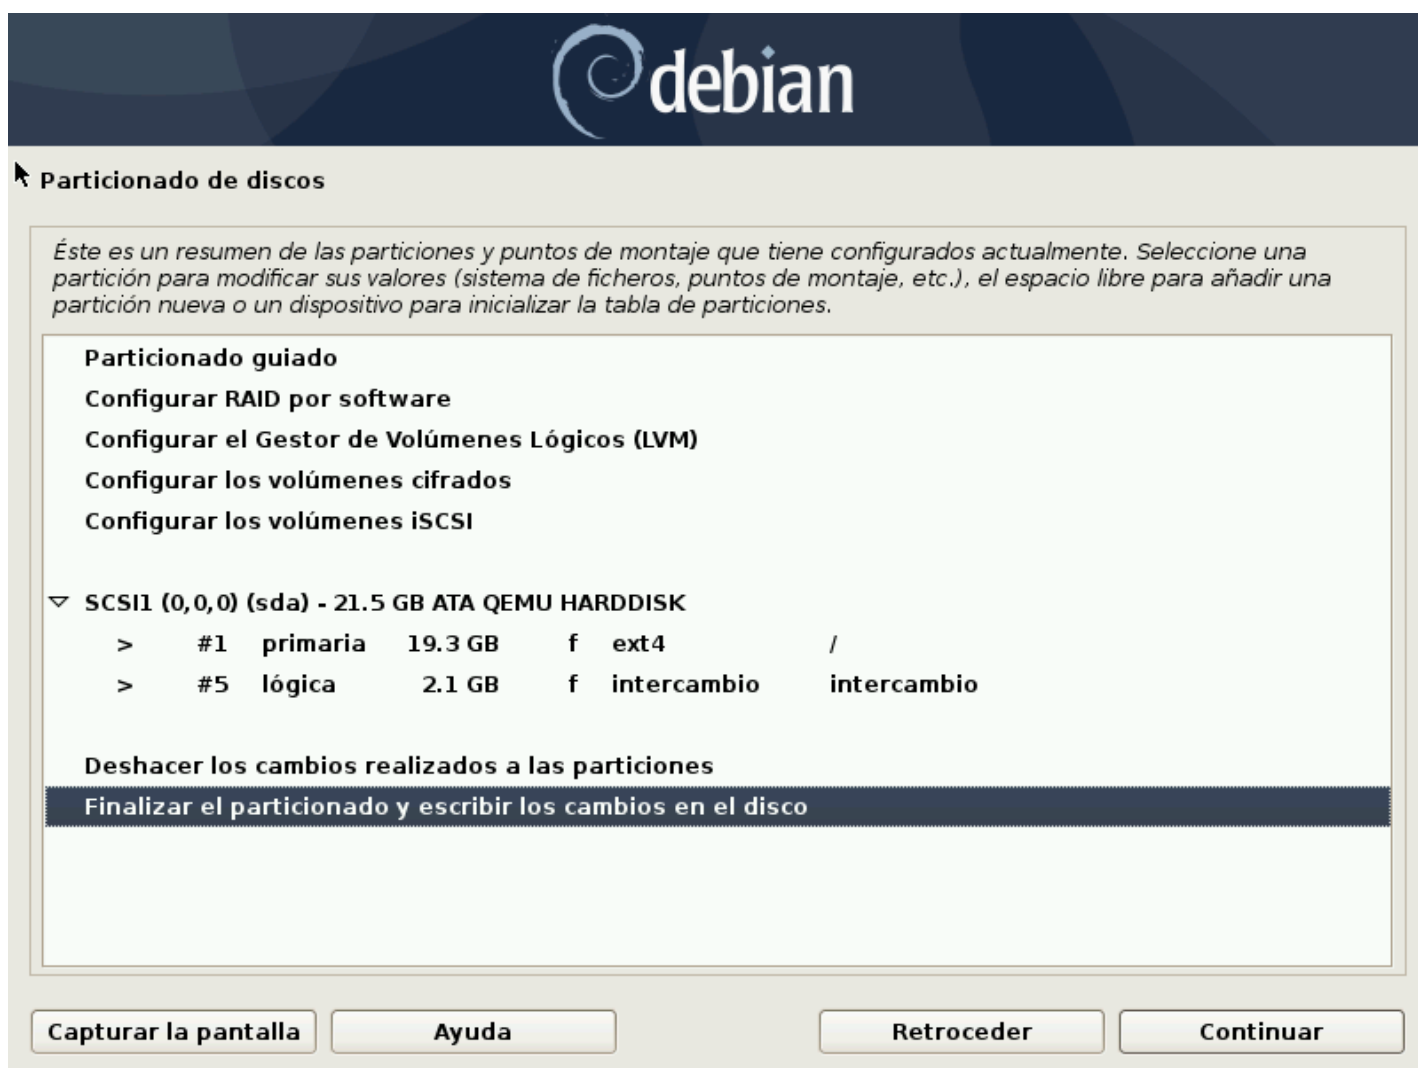 debian
Particionado de discos
Éste es un resumen de las particiones y puntos de montaje que tiene configurados actualmente. Seleccione una
partición para modificar sus valores (sistema de ficheros, puntos de montaje, etc.), el espacio libre para añadir una
partición nueva o un dispositivo para inicializar la tabla de particiones.
Particionado guiado
Configurar RAID por software
Configurar el Gestor de Volúmenes Lógicos (LVM)
Configurar los volúmenes cifrados
Configurar los volúmenes iSCSI
SCSI1 (0,0,0) (sda) - 21.5 GB ATA QEMU HARDDISK
> #1 primaria 19.3 GB f ext4 /
> #5 lógica 2.1 GB f intercambio intercambio
Deshacer los cambios realizados a las particiones
Finalizar el particionado y escribir los cambios en el disco
Capturar la pantalla Ayuda Retroceder Continuar